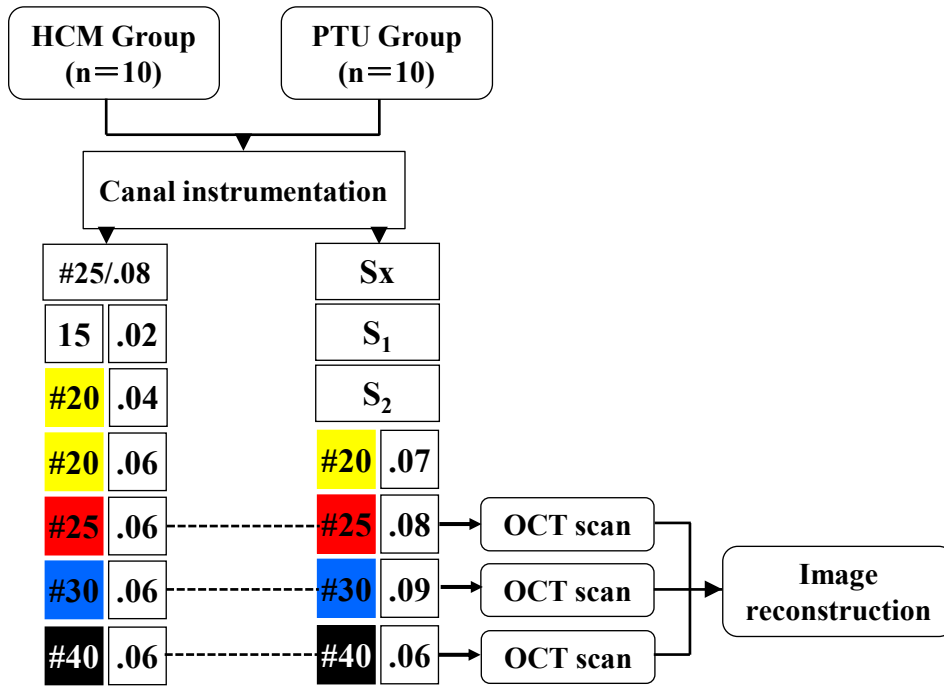 HCM Group
(n＝10)
PTU Group
(n＝10)
Canal instrumentation
#25/.08
Sx
15 .02
S₁
#20 .04
S₂
#20 .06
#20 .07
#25 .06
#25 .08
OCT scan
#30 .06
#30 .09
OCT scan
Image
reconstruction
#40 .06
#40 .06
OCT scan